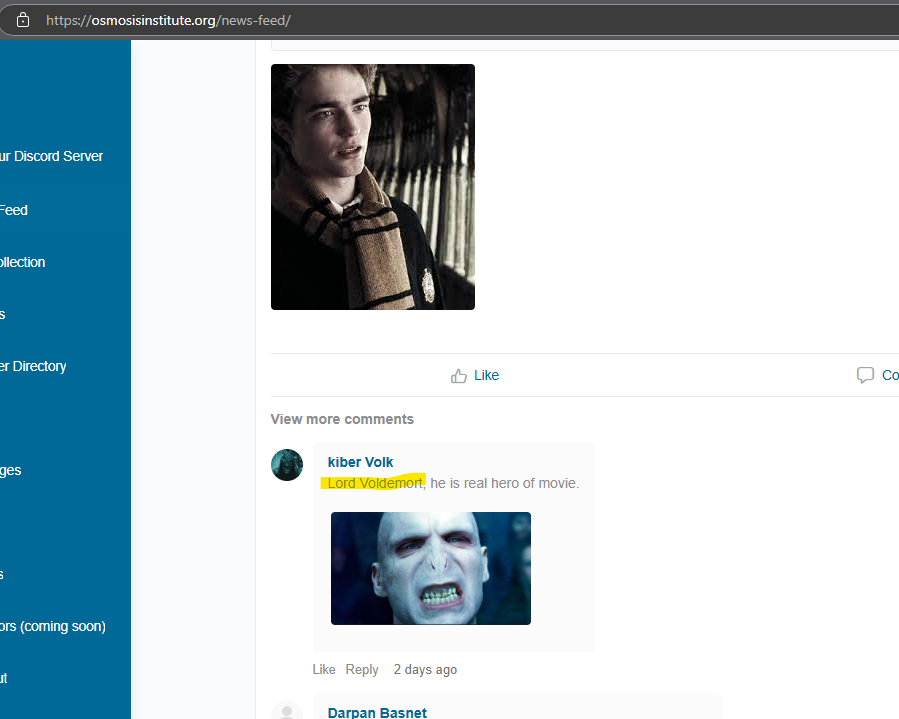 https://osmosisinstitute.org/news-feed/
ur Discord Server
Feed
ollection
s
er Directory
ges
s
ors (coming soon)
ut
Like
Co
View more comments
kiber Volk
Lord Voldemort, he is real hero of movie.
Like Reply 2 days ago
Darpan Basnet